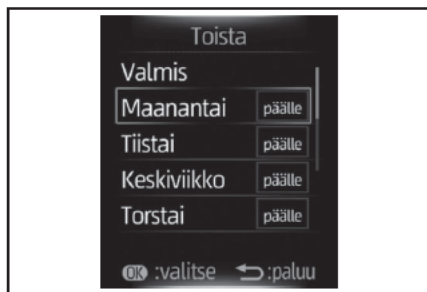 Toista
Valmis
Maanantai päälle
Tiistai päälle
Keskiviikko päälle
Torstai päälle
OK :valitse :paluu